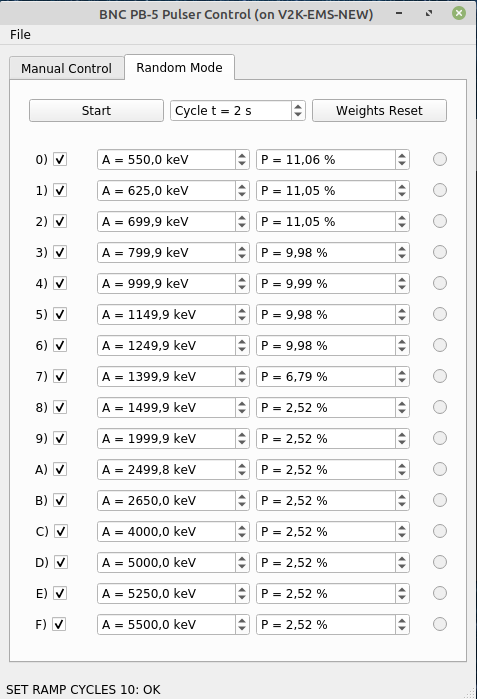 BNC PB-5 Pulser Control (on V2K-EMS-NEW)
File
Manual Control Random Mode
Start Cycle t = 2 s Weights Reset
0) A = 550,0 keV P = 11,06 %
1) A = 625,0 keV P = 11,05 %
2) A = 699,9 keV P = 11,05 %
3) A = 799,9 keV P = 9,98 %
4) A = 999,9 keV P = 9,99 %
5) A = 1149,9 keV P = 9,98 %
6) A = 1249,9 keV P = 9,98 %
7) A = 1399,9 keV P = 6,79 %
8) A = 1499,9 keV P = 2,52 %
9) A = 1999,9 keV P = 2,52 %
A) A = 2499,8 keV P = 2,52 %
B) A = 2650,0 keV P = 2,52 %
C) A = 4000,0 keV P = 2,52 %
D) A = 5000,0 keV P = 2,52 %
E) A = 5250,0 keV P = 2,52 %
F) A = 5500,0 keV P = 2,52 %
SET RAMP CYCLES 10: OK